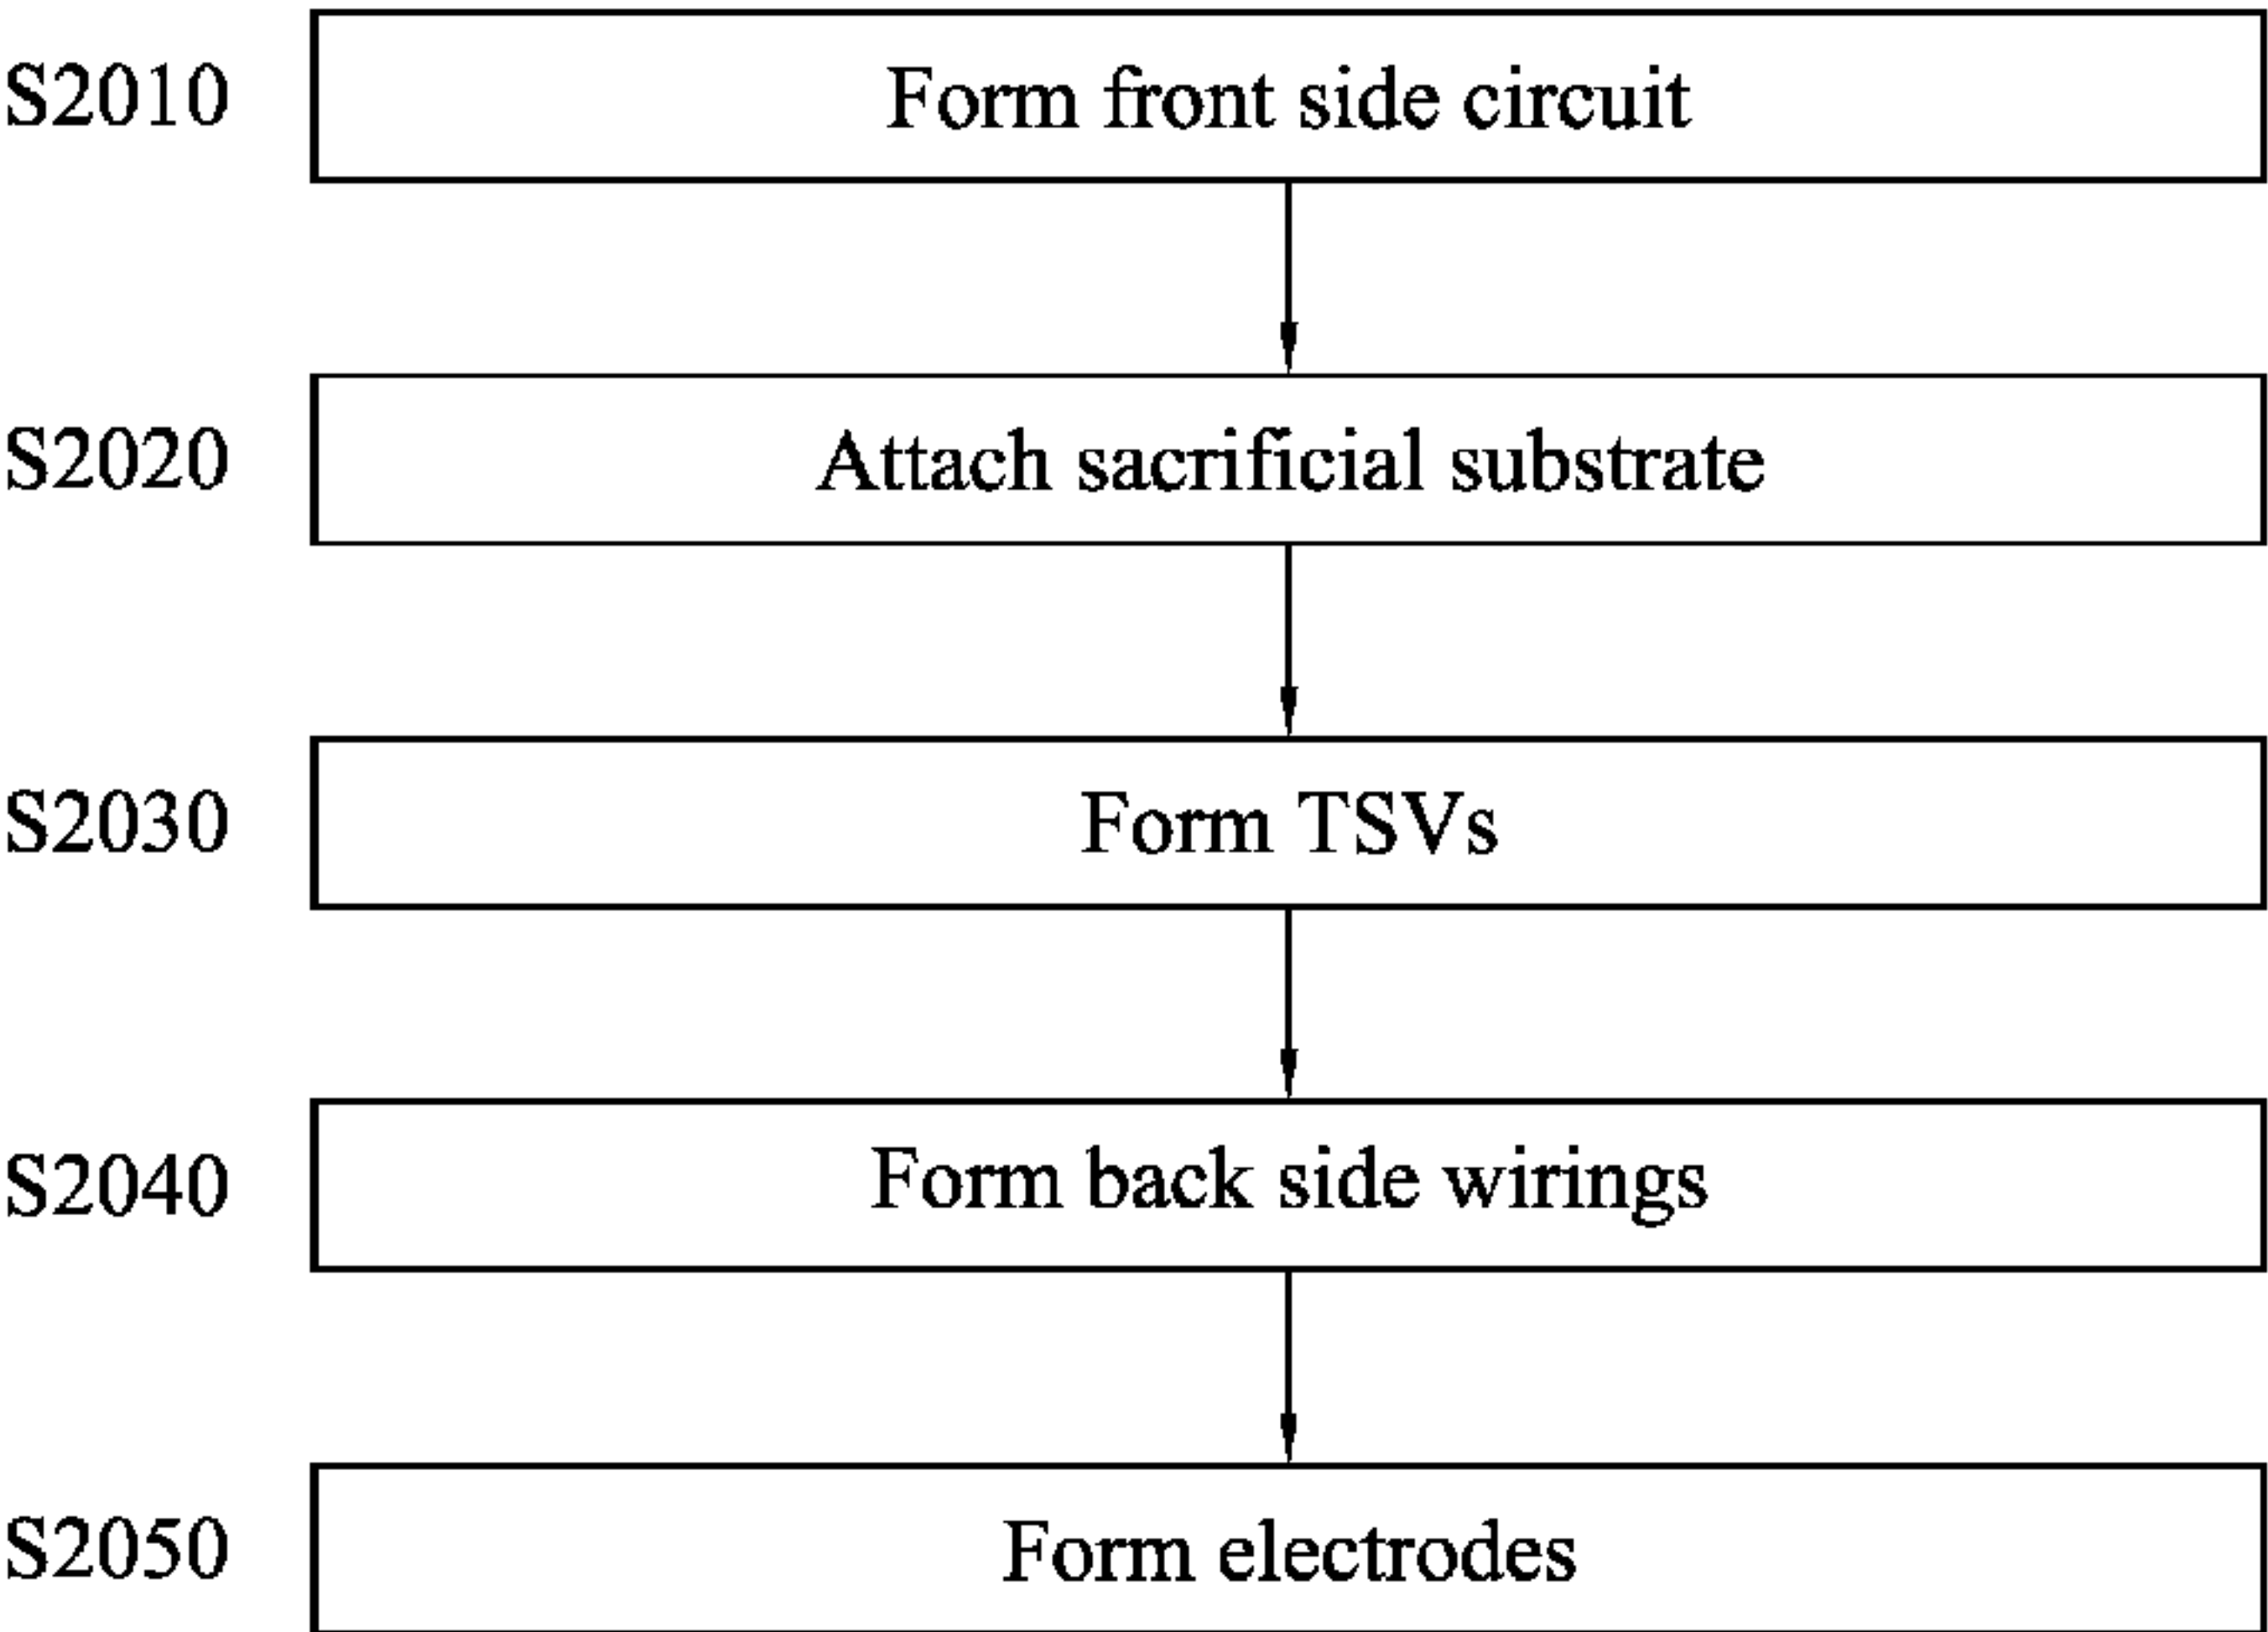 S2010 Form front side circuit
S2020 Attach sacrificial substrate
S2030 Form TSVs
S2040 Form back side wirings
S2050 Form electrodes